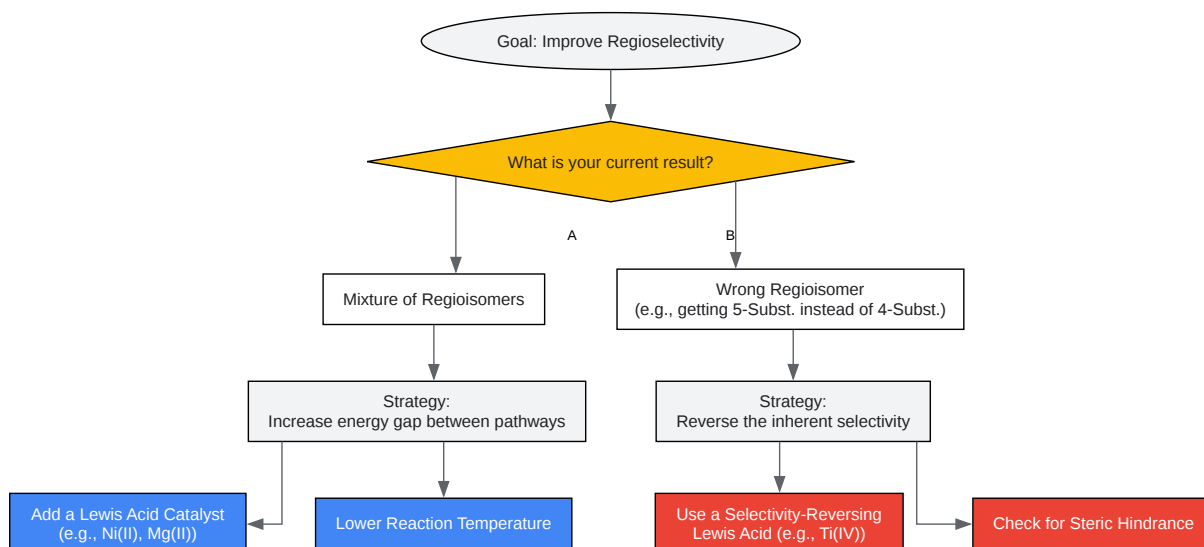 Goal: Improve Regioselectivity
What is your current result?
A
B
Mixture of Regioisomers
Wrong Regioisomer
(e.g., getting 5-Subst. instead of 4-Subst.)
Strategy:
Increase energy gap between pathways
Strategy:
Reverse the inherent selectivity
Add a Lewis Acid Catalyst
(e.g., Ni(II), Mg(II))
Lower Reaction Temperature
Use a Selectivity-Reversing
Lewis Acid (e.g., Ti(IV))
Check for Steric Hindrance